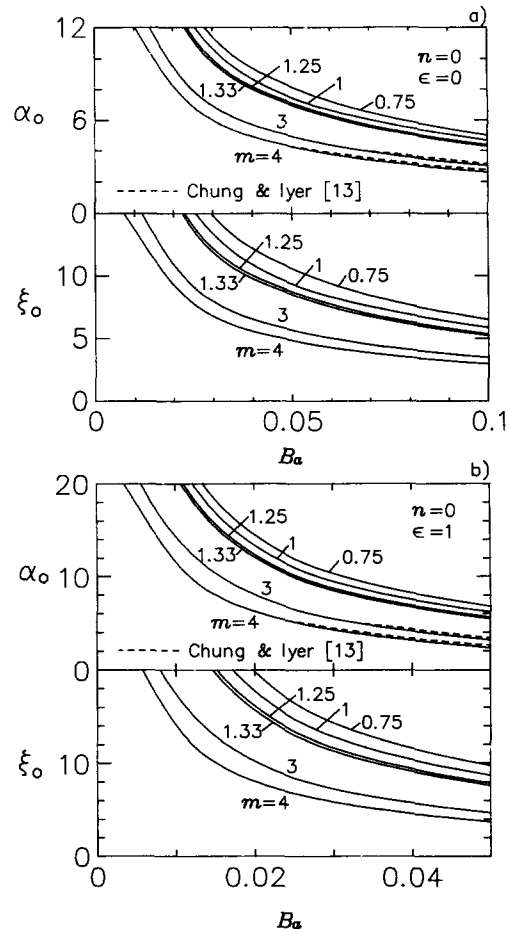 a)
12
n=0
ϵ=0
1.25
1
0.75
1.33
α₀
6
3
m=4
Chung & Iyer [13]
0
1.25
10
1
0.75
1.33
ξ₀
5
3
m=4
0
0
0.05
0.1
Bₐ
b)
20
n=0
ϵ=1
1.25
1
0.75
1.33
α₀
10
3
m=4
Chung & Iyer [13]
0
1.25
1
0.75
1.33
ξ₀
10
3
m=4
0
0
0.02
0.04
Bₐ